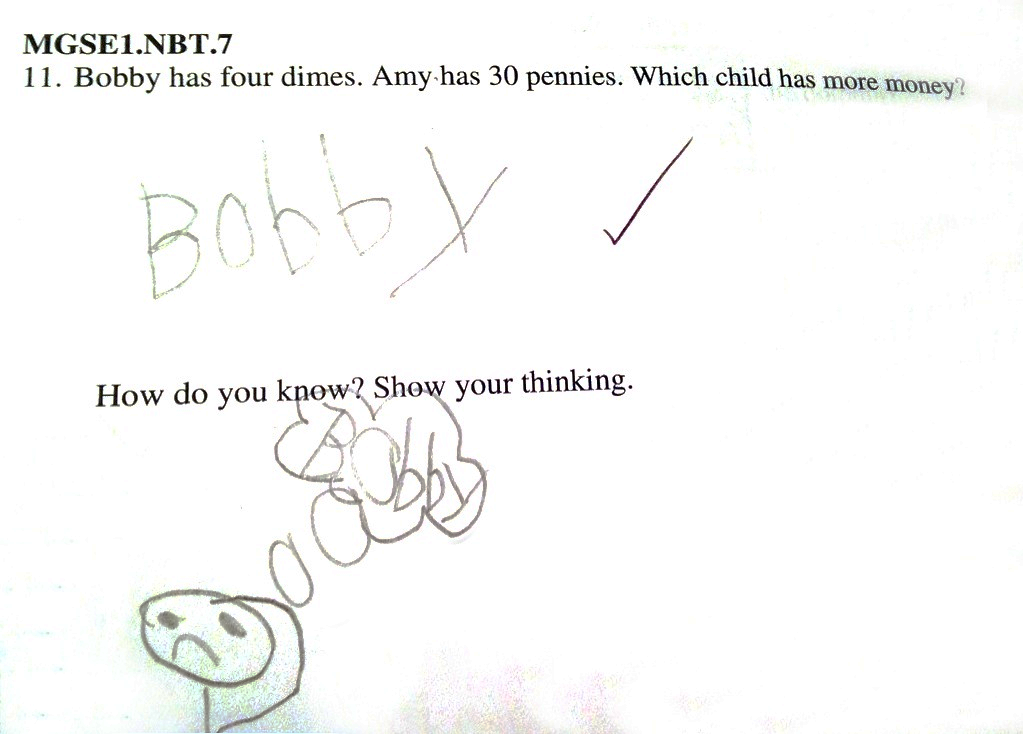 MGSE1.NBT.7
11. Bobby has four dimes. Amy has 30 pennies. Which child has more money?
Bobby
How do you know? Show your thinking.
Bobby